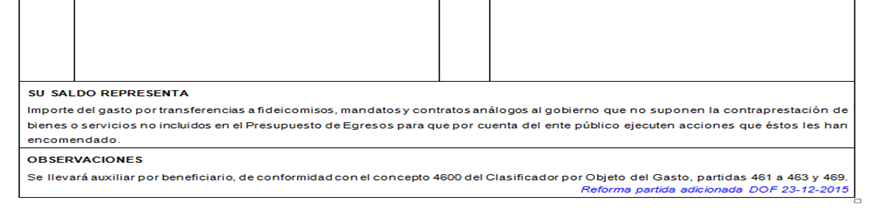 SU SALDO REPRESENTA
Importe del gasto por transferencias a fideicomisos, mandatos y contratos análogos al gobierno que no suponen la contraprestación de
bienes o servicios no incluidos en el Presupuesto de Egresos para que por cuenta del ente público ejecuten acciones que éstos les han
encomendado.
OBSERVACIONES
Se llevará auxiliar por beneficiario, de conformidad con el concepto 4600 del Clasificador por Objeto del Gasto, partidas 461 a 463 y 469.
Reforma partida adicionada DOF 23-12-2015